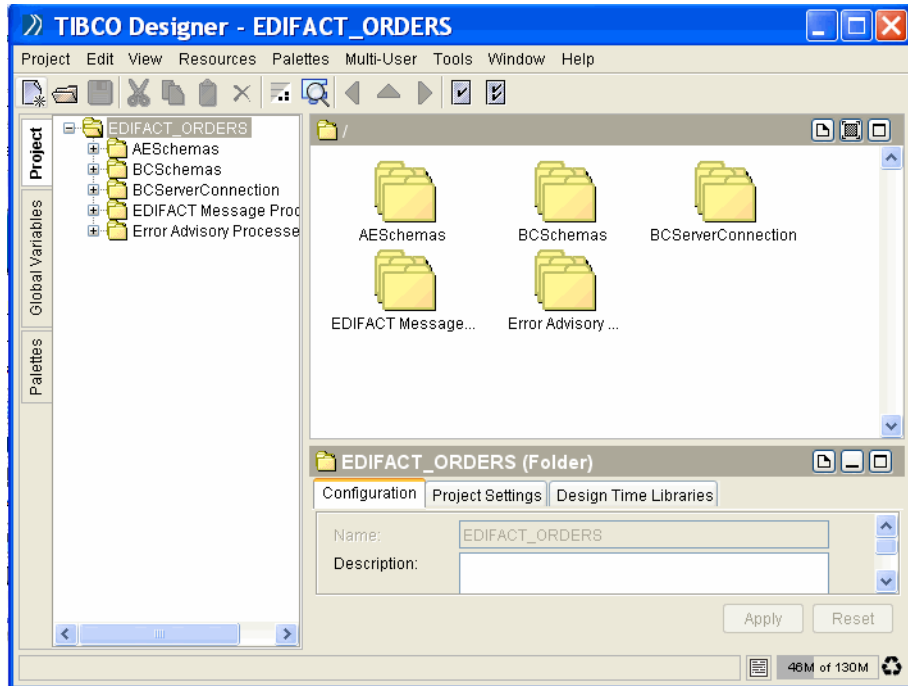 TIBCO Designer - EDIFACT_ORDERS
Project Edit View Resources Palettes Multi-User Tools Window Help
Project
Global Variables
Palettes
EDIFACT_ORDERS
AESchemas
BCSchemas
BCServerConnection
EDIFACT Message Proc
Error Advisory Processe
/
AESchemas BCSchemas BCServerConnection
EDIFACT Message... Error Advisory ...
EDIFACT_ORDERS (Folder)
Configuration Project Settings Design Time Libraries
Name: EDIFACT_ORDERS
Description:
Apply Reset
46M of 130M